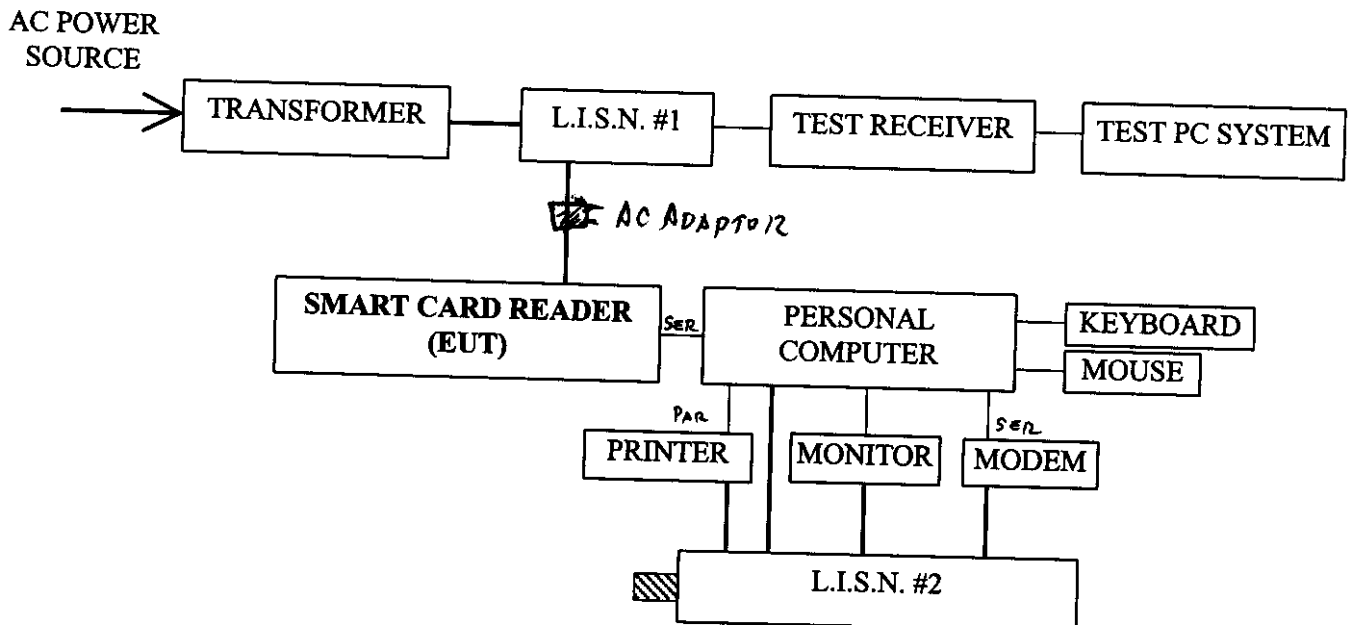 AC POWER
SOURCE
TRANSFORMER
L.I.S.N. #1
TEST RECEIVER
TEST PC SYSTEM
AC ADAPTOR
SMART CARD READER
(EUT)
SER
PERSONAL
COMPUTER
KEYBOARD
MOUSE
PAR
SER
PRINTER
MONITOR
MODEM
L.I.S.N. #2